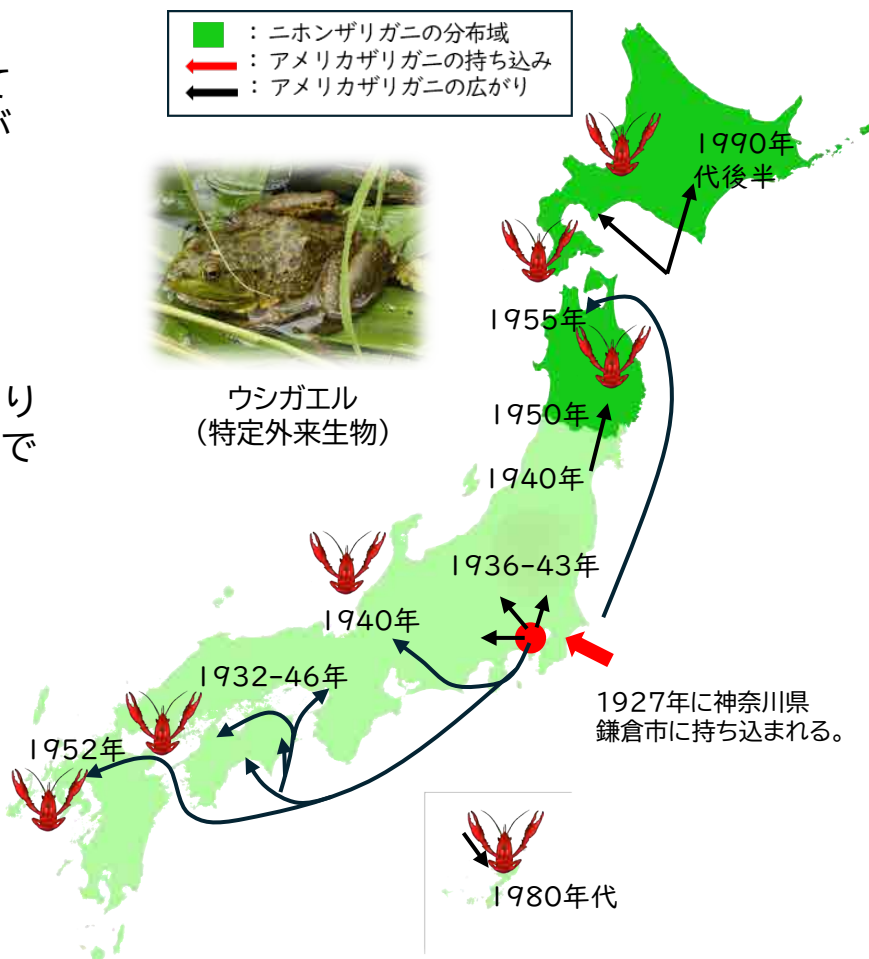 ：ニホンザリガニの分布域
：アメリカザリガニの持ち込み
：アメリカザリガニの広がり
が
1990年
代後半
1955年
り
で
ウシガエル
（特定外来生物）
1950年
1940年
1936-43年
1940年
1932-46年
1927年に神奈川県
鎌倉市に持ち込まれる。
1952年
1980年代